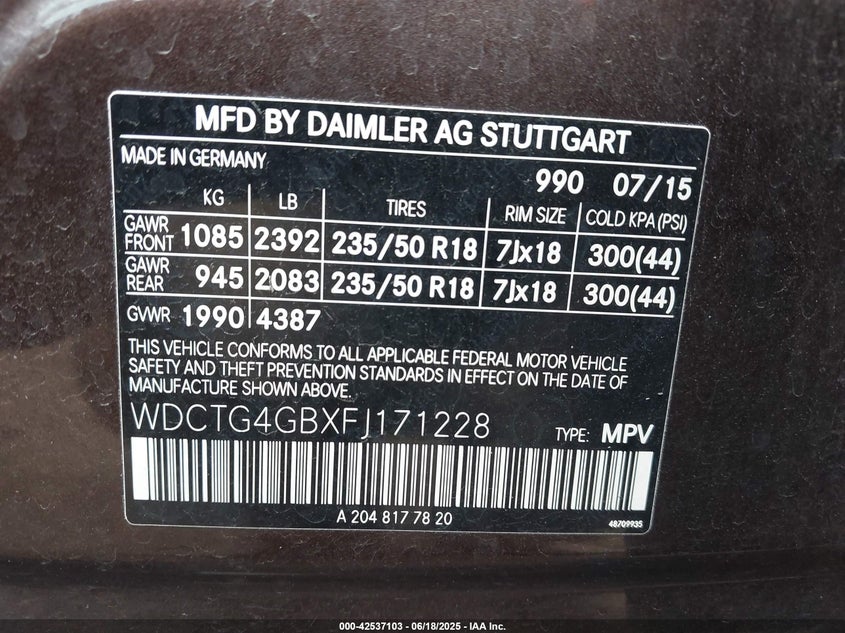 MFD BY DAIMLER AG STUTTGART
MADE IN GERMANY
990 07/15
KG LB TIRES RIM SIZE COLD KPA (PSI)
GAWR FRONT 1085 2392 235/50 R18 7Jx18 300(44)
GAWR REAR 945 2083 235/50 R18 7Jx18 300(44)
GVWR 1990 4387
THIS VEHICLE CONFORMS TO ALL APPLICABLE FEDERAL MOTOR VEHICLE
SAFETY AND THEFT PREVENTION STANDARDS IN EFFECT ON THE DATE OF
MANUFACTURE SHOWN ABOVE.
WDCTG4GBXFJ171228 TYPE: MPV
A 204 817 78 20 48709935
000-42537103 - 06/18/2025 - IAA Inc.